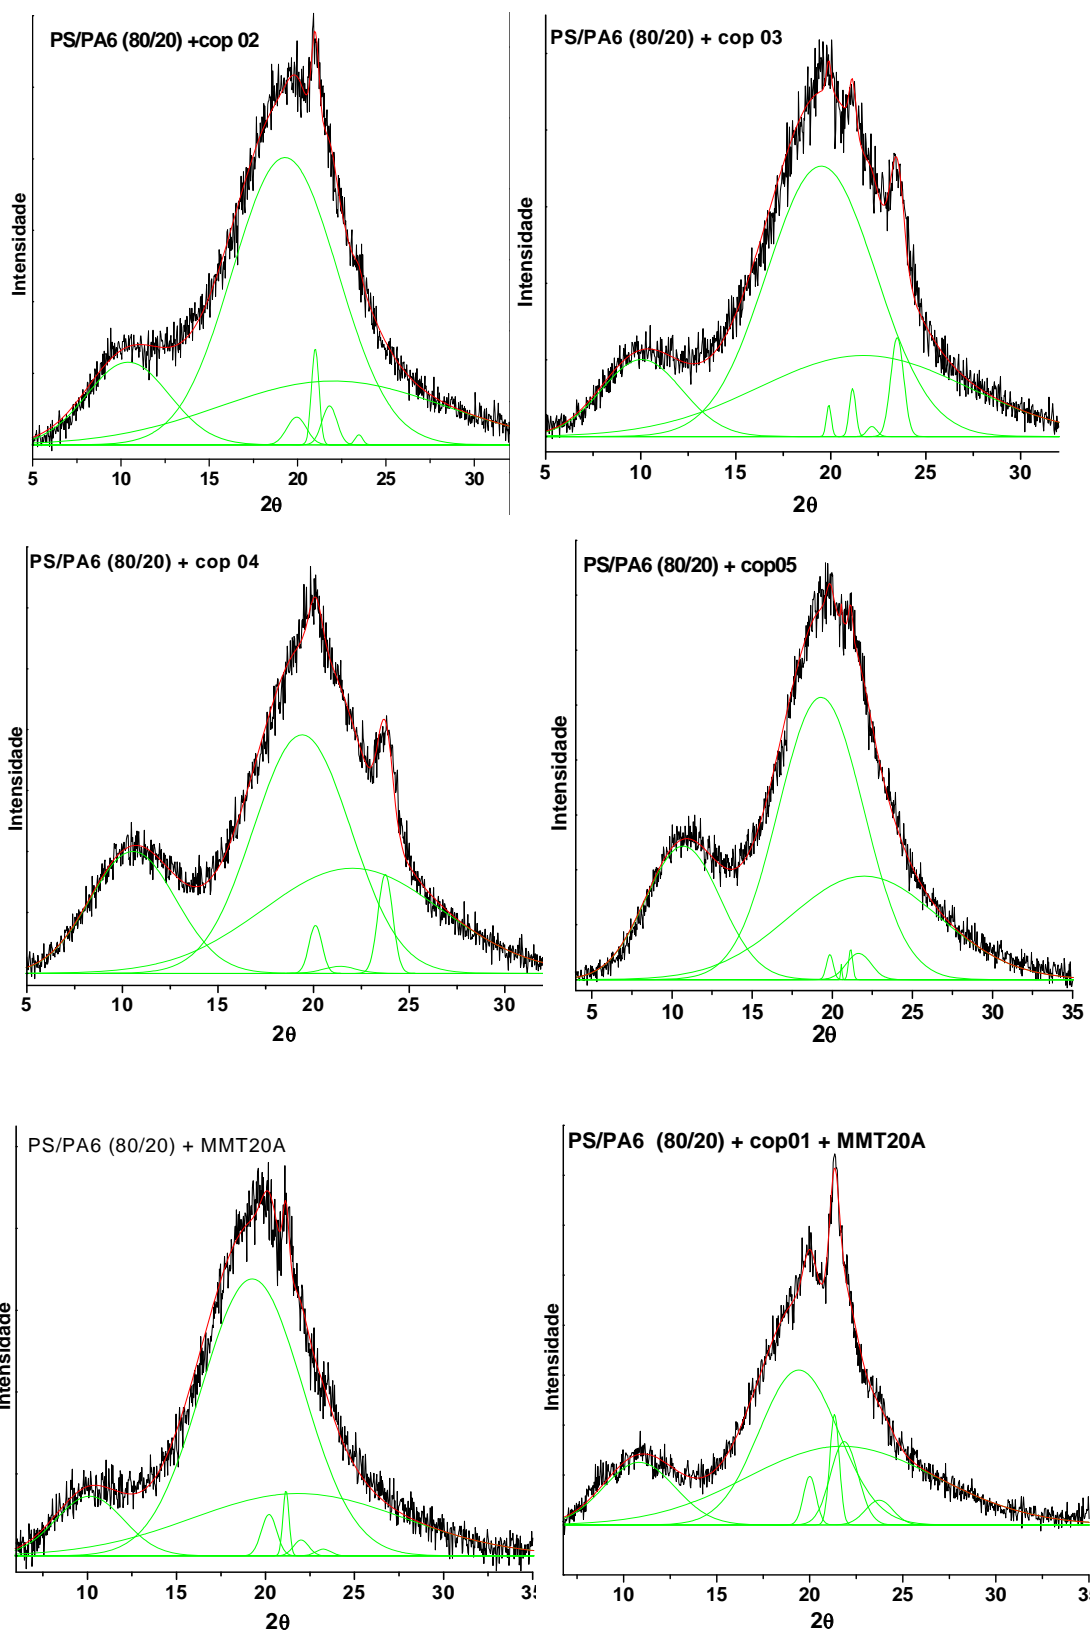 PS/PA6 (80/20) +cop 02
Intensidade
5 10 15 20 25 30
2θ
PS/PA6 (80/20) + cop 03
Intensidade
5 10 15 20 25 30
2θ
PS/PA6 (80/20) + cop 04
Intensidade
5 10 15 20 25 30
2θ
PS/PA6 (80/20) + cop05
Intensidade
5 10 15 20 25 30 35
2θ
PS/PA6 (80/20) + MMT20A
Intensidade
10 15 20 25 30 35
2θ
PS/PA6 (80/20) + cop01 + MMT20A
Intensidade
10 15 20 25 30 3
2θ